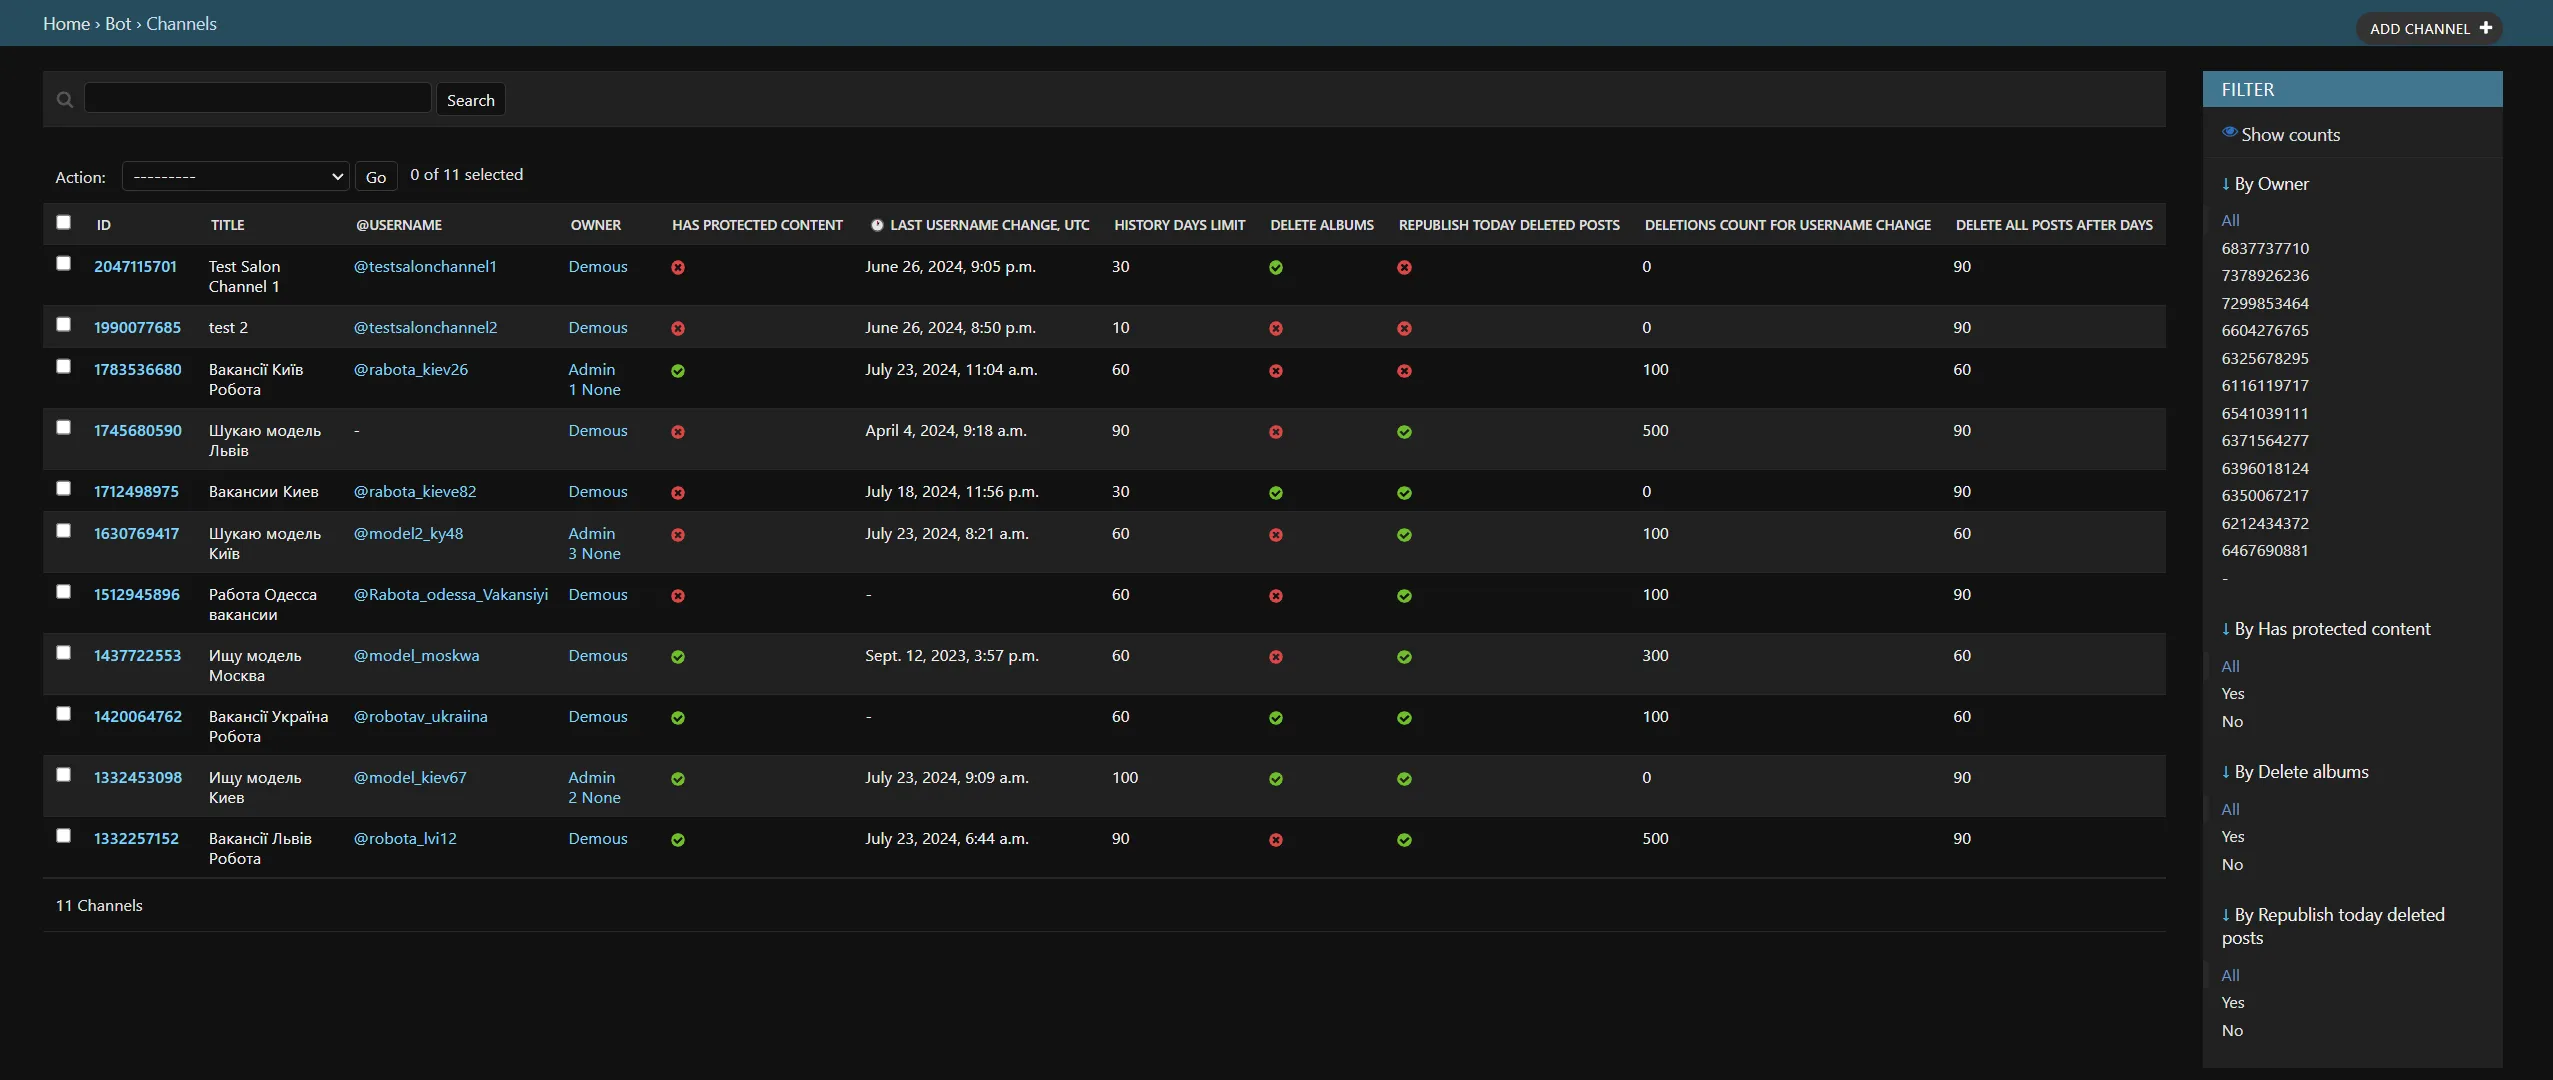 Home › Bot › Channels
ADD CHANNEL
Search
Action: --------- Go 0 of 11 selected
ID TITLE @USERNAME OWNER HAS PROTECTED CONTENT LAST USERNAME CHANGE, UTC HISTORY DAYS LIMIT DELETE ALBUMS REPUBLISH TODAY DELETED POSTS DELETIONS COUNT FOR USERNAME CHANGE DELETE ALL POSTS AFTER DAYS
2047115701 Test Salon @testsalonchannel1 Demous June 26, 2024, 9:05 p.m. 30 0 90
Channel 1
1990077685 test 2 @testsalonchannel2 Demous June 26, 2024, 8:50 p.m. 10 0 90
1783536680 Вакансії Київ @rabota_kiev26 Admin July 23, 2024, 11:04 a.m. 60 100 60
Робота 1 None
1745680590 Шукаю модель - Demous April 4, 2024, 9:18 a.m. 90 500 90
Львів
1712498975 Вакансии Киев @rabota_kieve82 Demous July 18, 2024, 11:56 p.m. 30 0 90
1630769417 Шукаю модель @model2_ky48 Admin July 23, 2024, 8:21 a.m. 60 100 60
Київ 3 None
1512945896 Работа Одесса @Rabota_odessa_Vakansiyi Demous - 60 100 90
вакансии
1437722553 Ищу модель @model_moskwa Demous Sept. 12, 2023, 3:57 p.m. 60 300 60
Москва
1420064762 Вакансії Україна @robotav_ukraiina Demous - 60 100 60
Робота
1332453098 Ищу модель @model_kiev67 Admin July 23, 2024, 9:09 a.m. 100 0 90
Киев 2 None
1332257152 Вакансії Львів @robota_lvi12 Demous July 23, 2024, 6:44 a.m. 90 500 90
Робота
11 Channels
FILTER
Show counts
↓ By Owner
All
6837737710
7378926236
7299853464
6604276765
6325678295
6116119717
6541039111
6371564277
6396018124
6350067217
6212434372
6467690881
-
↓ By Has protected content
All
Yes
No
↓ By Delete albums
All
Yes
No
↓ By Republish today deleted
posts
All
Yes
No